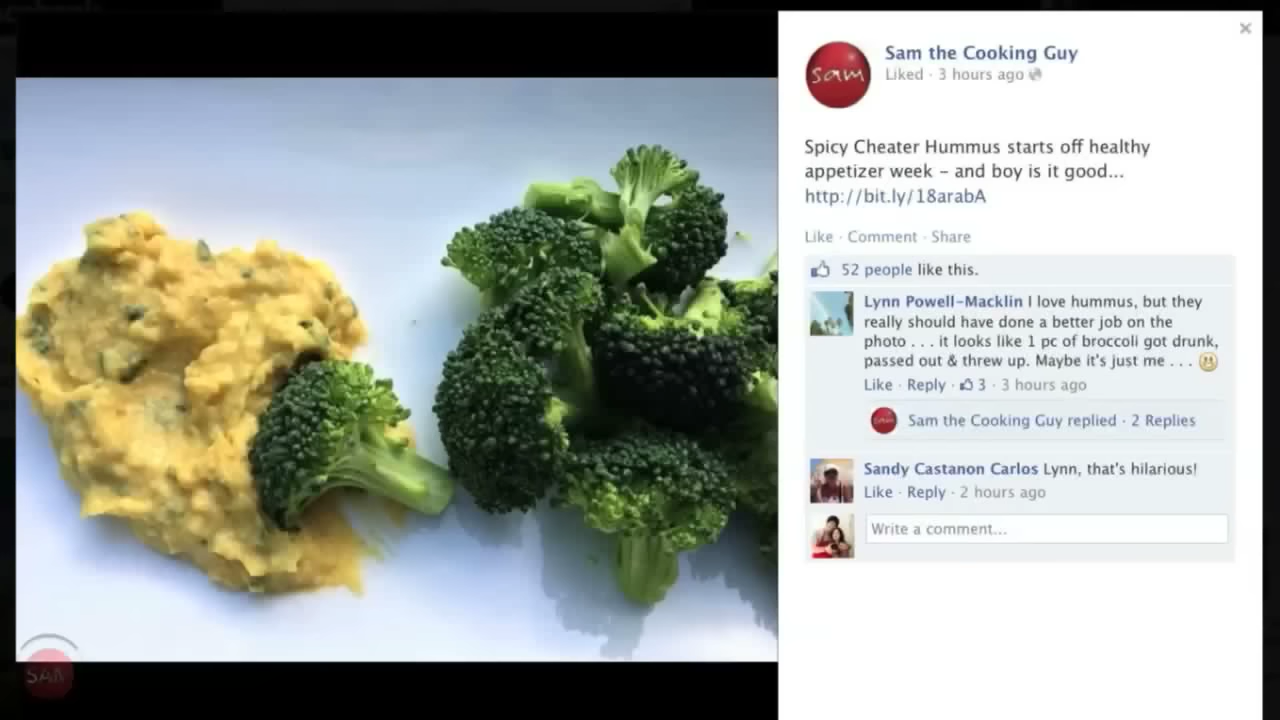 sam
Sam the Cooking Guy
Liked · 3 hours ago
Spicy Cheater Hummus starts off healthy
appetizer week – and boy is it good...
http://bit.ly/18arabA
Like · Comment · Share
52 people like this.
Lynn Powell-Macklin I love hummus, but they
really should have done a better job on the
photo . . . it looks like 1 pc of broccoli got drunk,
passed out & threw up. Maybe it's just me . . .
Like · Reply · 3 · 3 hours ago
sam
Sam the Cooking Guy replied · 2 Replies
Sandy Castanon Carlos Lynn, that's hilarious!
Like · Reply · 2 hours ago
Write a comment...
SAM